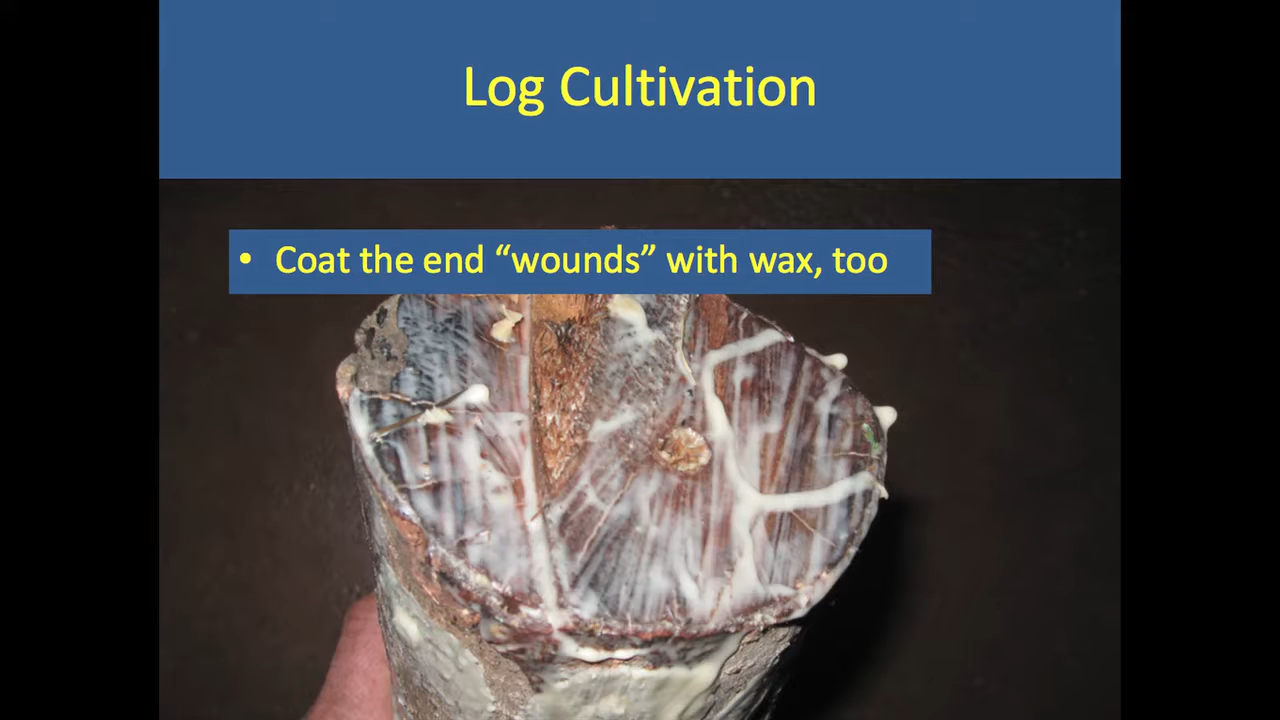 Log Cultivation
• Coat the end “wounds” with wax, too